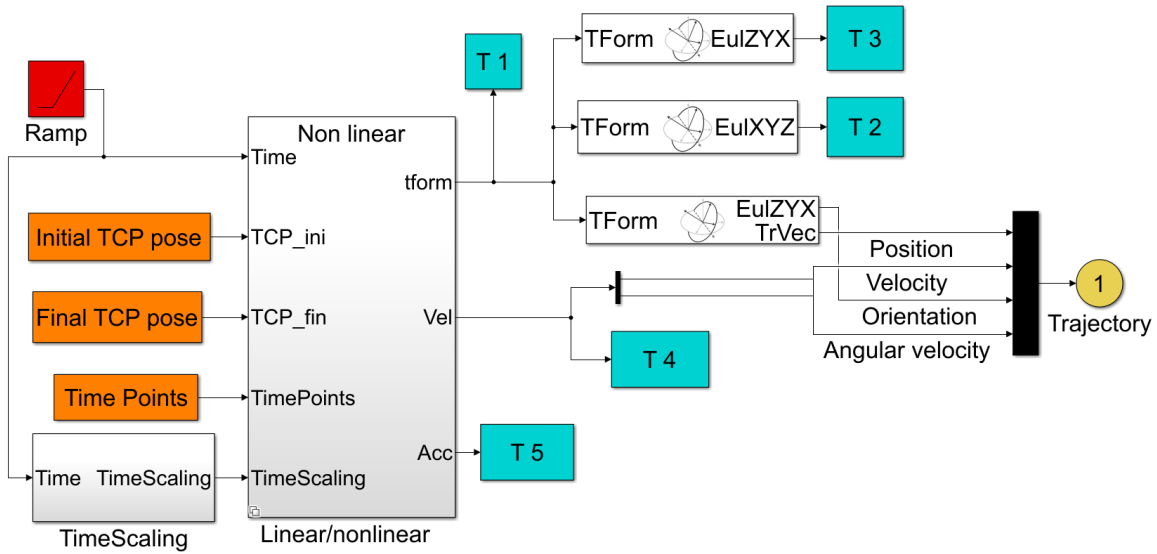 TForm EulZYX
T 3
T 1
Ramp
TForm EulXYZ
T 2
Non linear
Time
tform
TForm EulZYX
TrVec
Initial TCP pose
TCP_ini
Position
Velocity
1
Final TCP pose
TCP_fin
Vel
Orientation
Trajectory
Angular velocity
T 4
Time Points
TimePoints
Acc
T 5
Time TimeScaling
TimeScaling
TimeScaling
Linear/nonlinear